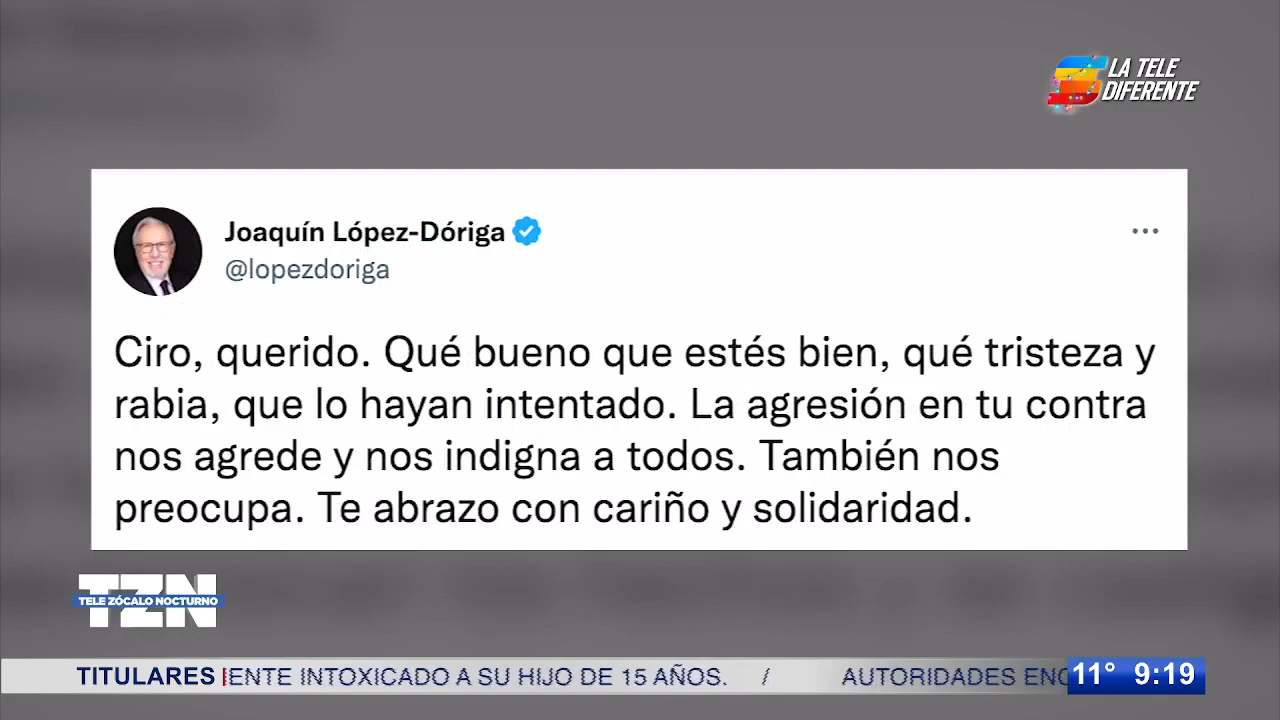 LA TELE
DIFERENTE
Joaquín López-Dóriga
@lopezdoriga
Ciro, querido. Qué bueno que estés bien, qué tristeza y
rabia, que lo hayan intentado. La agresión en tu contra
nos agrede y nos indigna a todos. También nos
preocupa. Te abrazo con cariño y solidaridad.
TZN
TELE ZÓCALO NOCTURNO
TITULARES ENTE INTOXICADO A SU HIJO DE 15 AÑOS. / AUTORIDADES ENC 11° 9:19